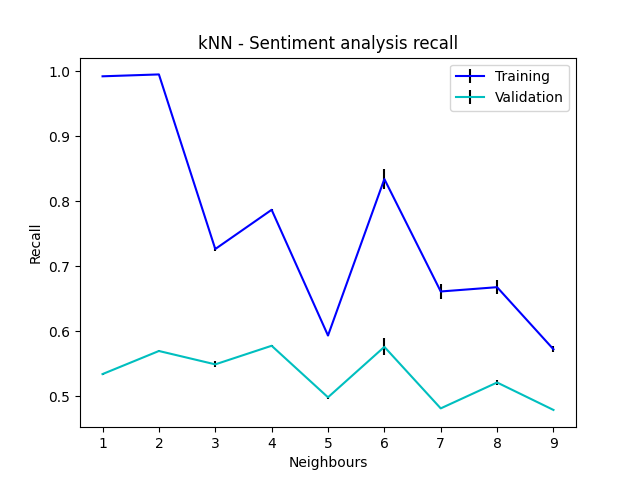 kNN - Sentiment analysis recall
Training
Validation
1.0
0.9
0.8
0.7
0.6
0.5
Recall
1 2 3 4 5 6 7 8 9
Neighbours